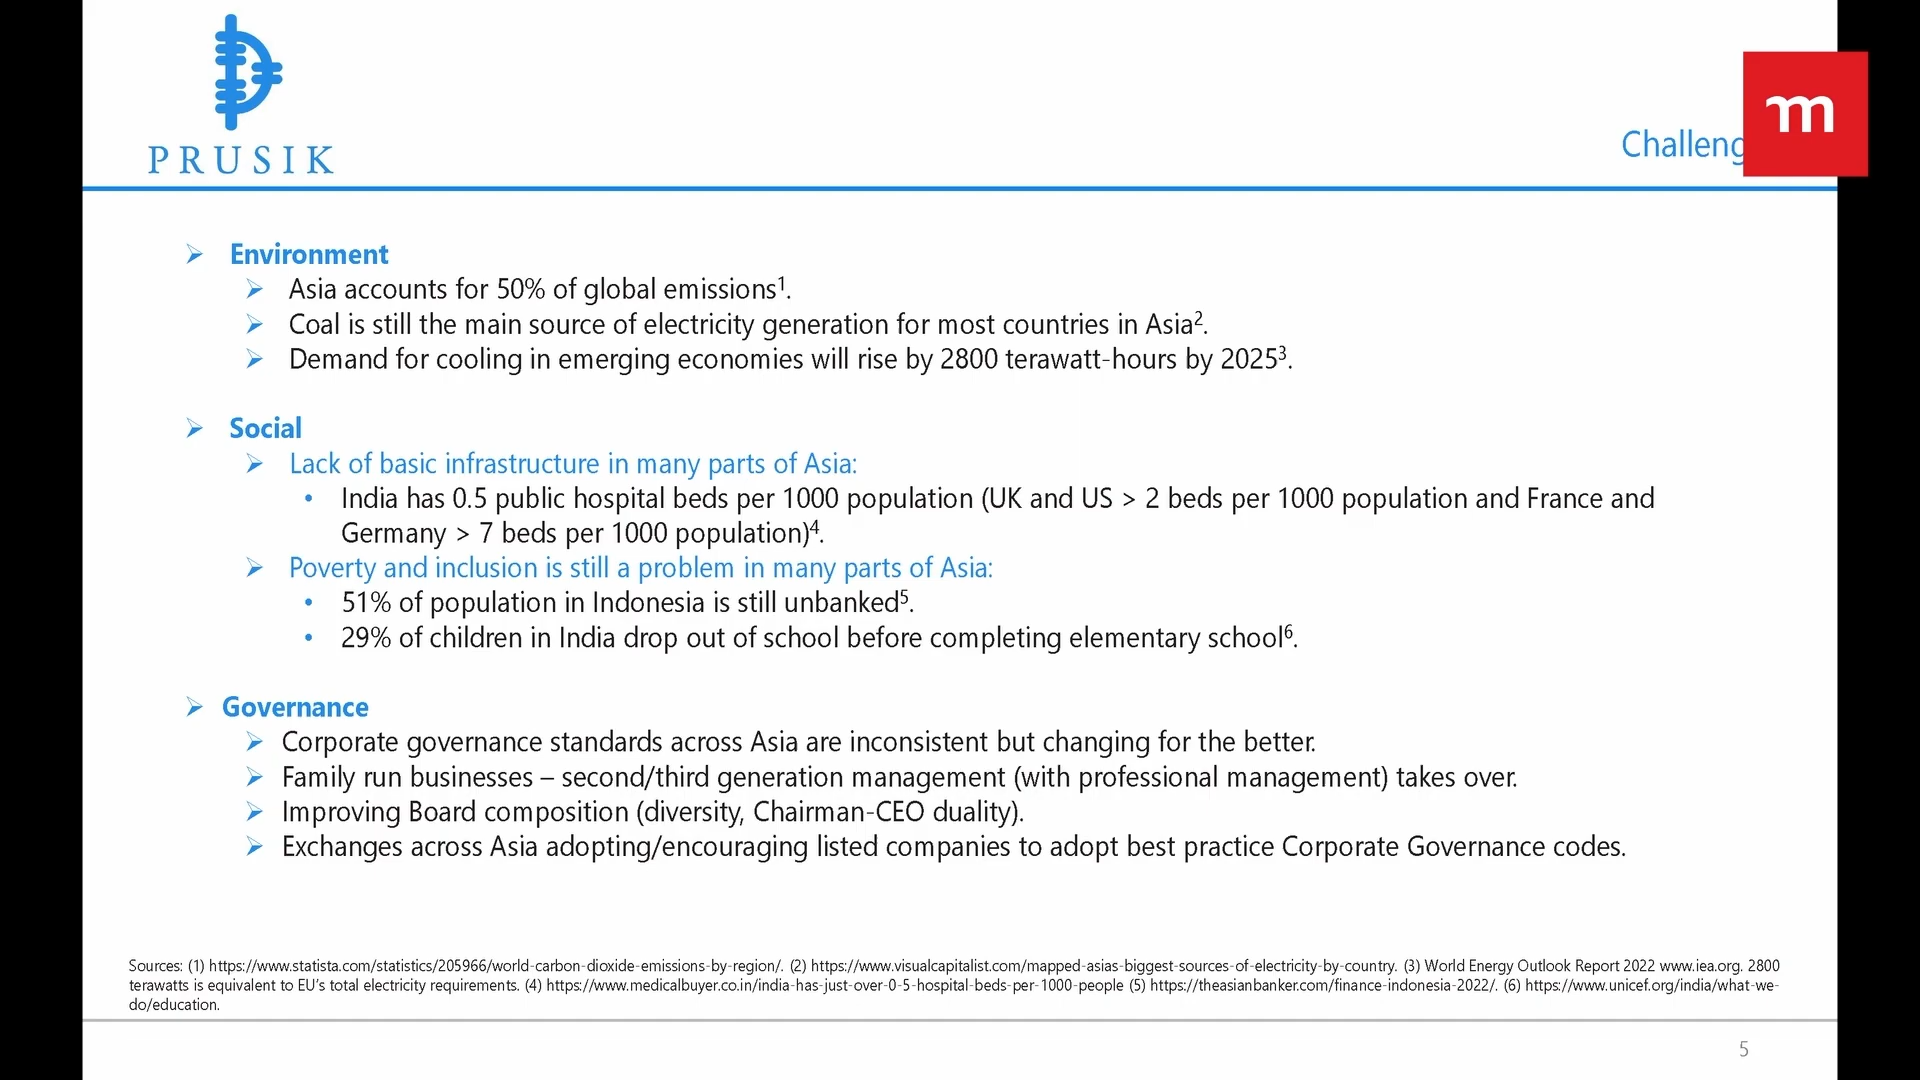 PRUSIK
m
Challeng
Environment
Asia accounts for 50% of global emissions¹.
Coal is still the main source of electricity generation for most countries in Asia².
Demand for cooling in emerging economies will rise by 2800 terawatt-hours by 2025³.
Social
Lack of basic infrastructure in many parts of Asia:
India has 0.5 public hospital beds per 1000 population (UK and US > 2 beds per 1000 population and France and
Germany > 7 beds per 1000 population)⁴.
Poverty and inclusion is still a problem in many parts of Asia:
51% of population in Indonesia is still unbanked⁵.
29% of children in India drop out of school before completing elementary school⁶.
Governance
Corporate governance standards across Asia are inconsistent but changing for the better.
Family run businesses – second/third generation management (with professional management) takes over.
Improving Board composition (diversity, Chairman-CEO duality).
Exchanges across Asia adopting/encouraging listed companies to adopt best practice Corporate Governance codes.
Sources: (1) https://www.statista.com/statistics/205966/world-carbon-dioxide-emissions-by-region/. (2) https://www.visualcapitalist.com/mapped-asias-biggest-sources-of-electricity-by-country. (3) World Energy Outlook Report 2022 www.iea.org. 2800
terawatts is equivalent to EU's total electricity requirements. (4) https://www.medicalbuyer.co.in/india-has-just-over-0-5-hospital-beds-per-1000-people (5) https://theasianbanker.com/finance-indonesia-2022/. (6) https://www.unicef.org/india/what-we-
do/education.
5